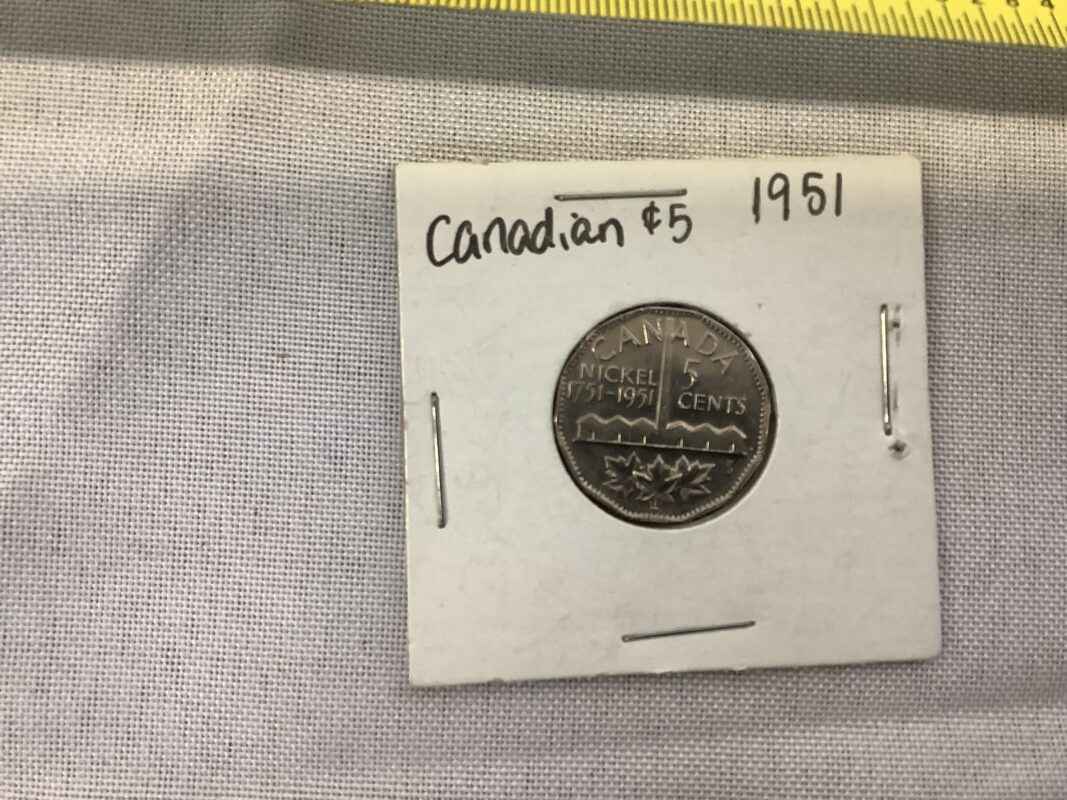 Canadian ¢5 1951
CANADA
NICKEL 5
1751-1951 CENTS